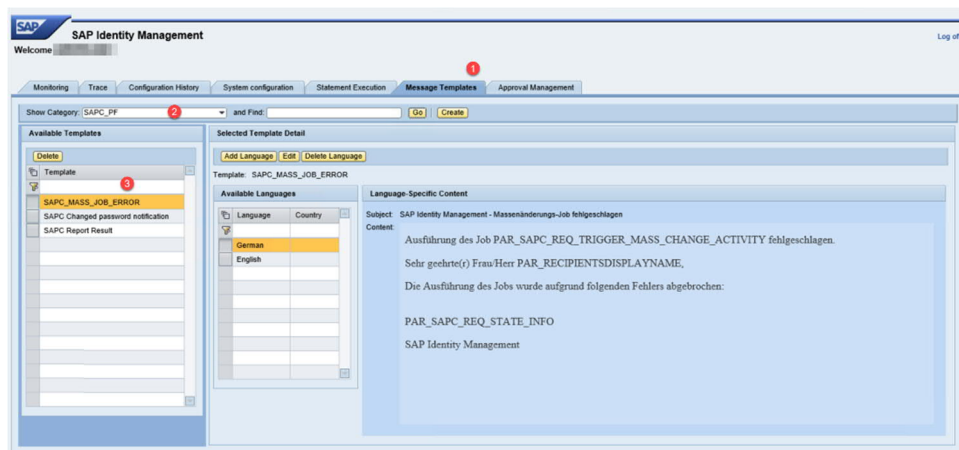 SAP
SAP Identity Management
Welcome
Log of
1
Monitoring Trace Configuration History System configuration Statement Execution Message Templates Approval Management
Show Category: SAPC_PF 2 and Find: Go Create
Available Templates
Selected Template Detail
Delete
Add Language Edit Delete Language
Template
Template: SAPC_MASS_JOB_ERROR
3
SAPC_MASS_JOB_ERROR
SAPC Changed password notification
SAPC Report Result
Available Languages
Language Country
German
English
Language-Specific Content
Subject: SAP Identity Management - Massenänderungs-Job fehlgeschlagen
Content:
Ausführung des Job PAR_SAPC_REQ_TRIGGER_MASS_CHANGE_ACTIVITY fehlgeschlagen.
Sehr geehrte(r) Frau/Herr PAR_RECIPIENTSDISPLAYNAME,
Die Ausführung des Jobs wurde aufgrund folgenden Fehlers abgebrochen:
PAR_SAPC_REQ_STATE_INFO
SAP Identity Management